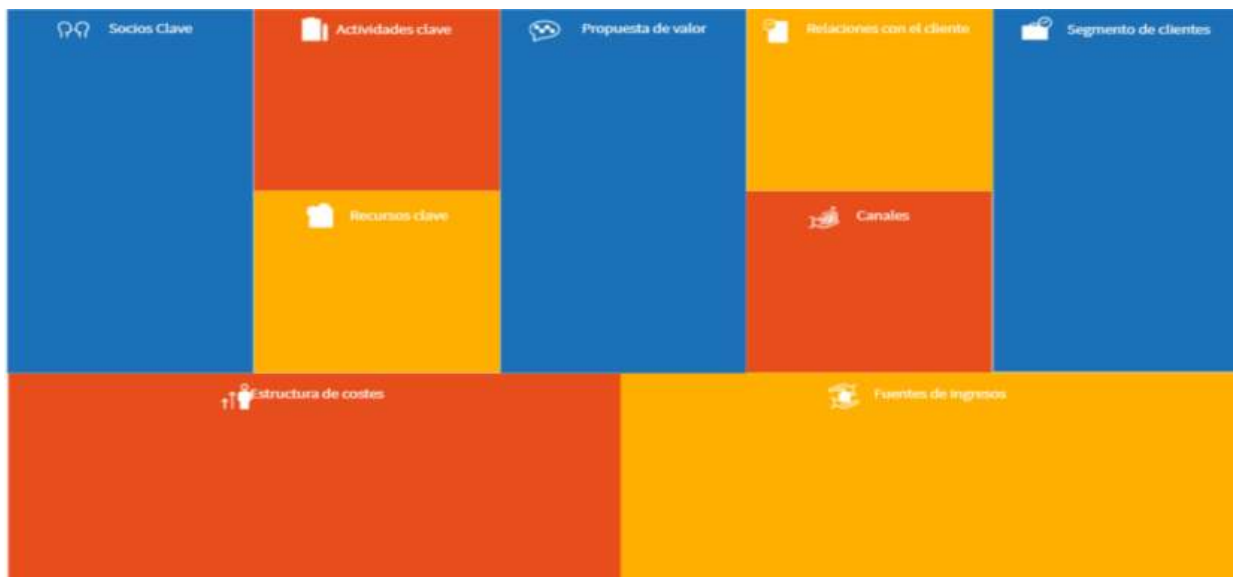 Socios Clave
Actividades clave
Propuesta de valor
Relaciones con el cliente
Segmento de clientes
Recursos clave
Canales
Estructura de costes
Fuentes de ingresos